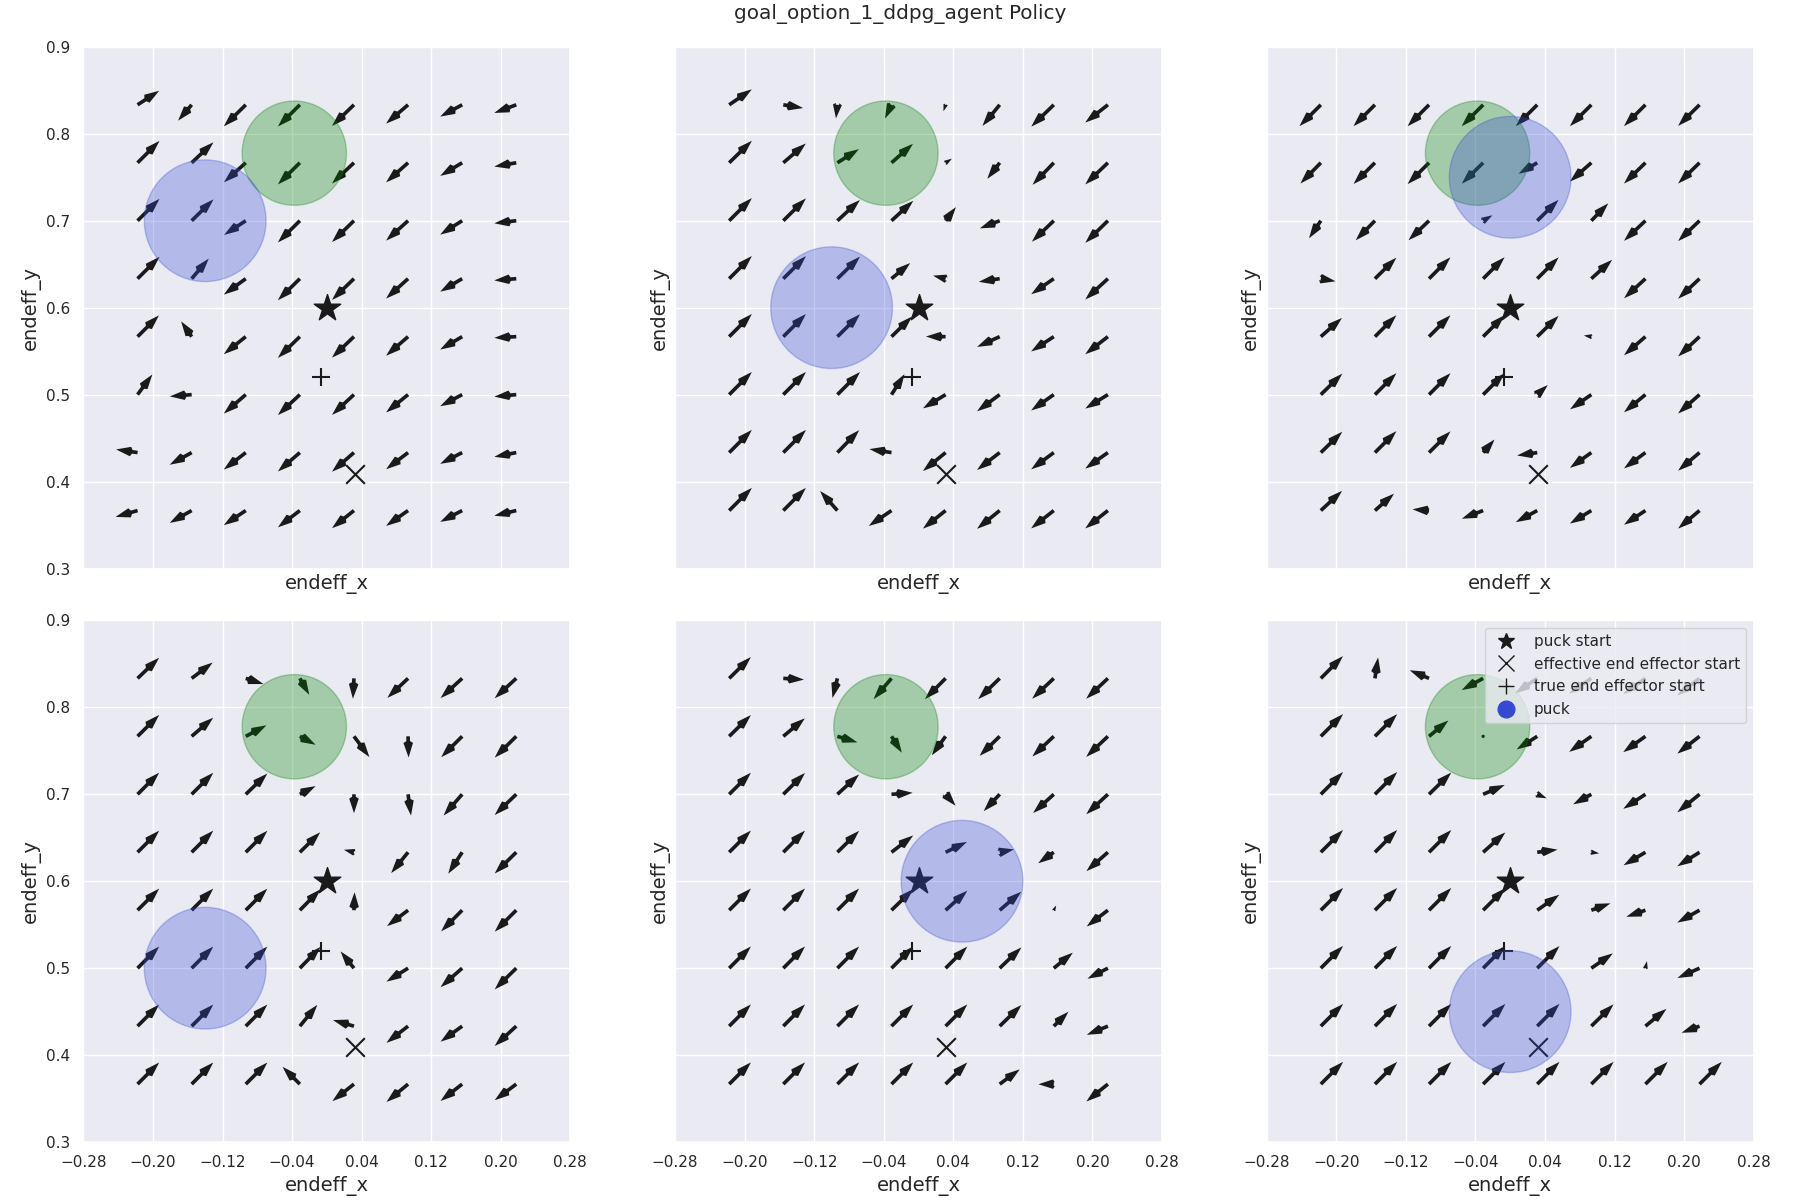 goal_option_1_ddpg_agent Policy
0.9
0.8
0.7
0.6
0.5
0.4
0.3
endeff_y
endeff_x
endeff_y
endeff_x
endeff_y
endeff_x
0.9
0.8
0.7
0.6
0.5
0.4
0.3
endeff_y
−0.28 −0.20 −0.12 −0.04 0.04 0.12 0.20 0.28
endeff_x
endeff_y
−0.28 −0.20 −0.12 −0.04 0.04 0.12 0.20 0.28
endeff_x
puck start
effective end effector start
true end effector start
puck
endeff_y
−0.28 −0.20 −0.12 −0.04 0.04 0.12 0.20 0.28
endeff_x